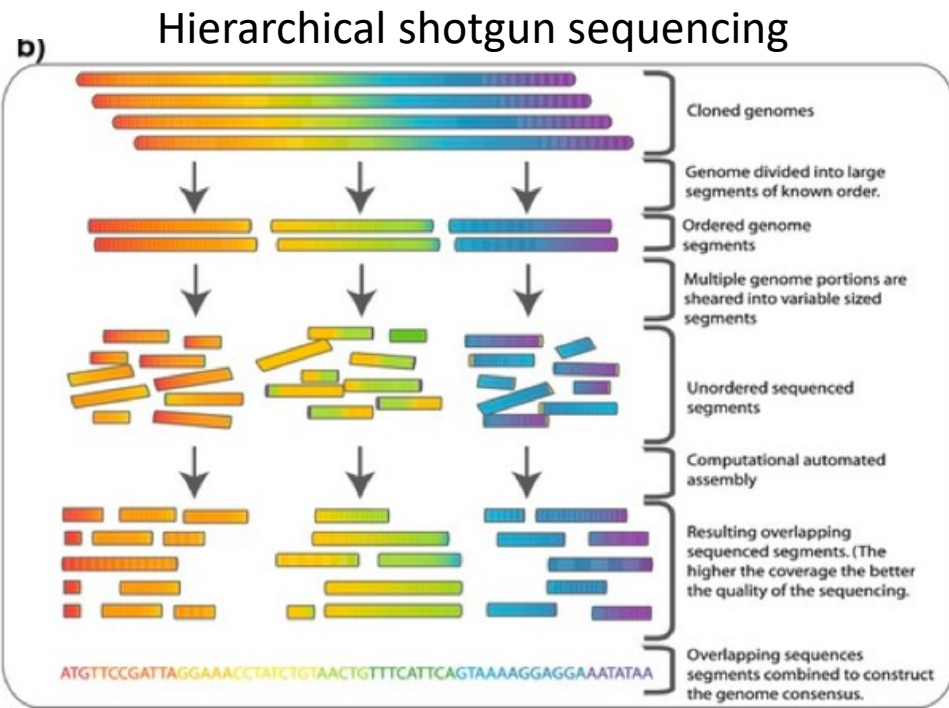 Hierarchical shotgun sequencing
b)
Cloned genomes
Genome divided into large
segments of known order.
Ordered genome
segments
Multiple genome portions are
sheared into variable sized
segments
Unordered sequenced
segments
Computational automated
assembly
Resulting overlapping
sequenced segments. (The
higher the coverage the better
the quality of the sequencing.
Overlapping sequences
segments combined to construct
the genome consensus.
ATGTTCCGATTAGGAAACCTATCTGTAACTGTTTCATTCAGTAAAAGGAGGAAATATAA